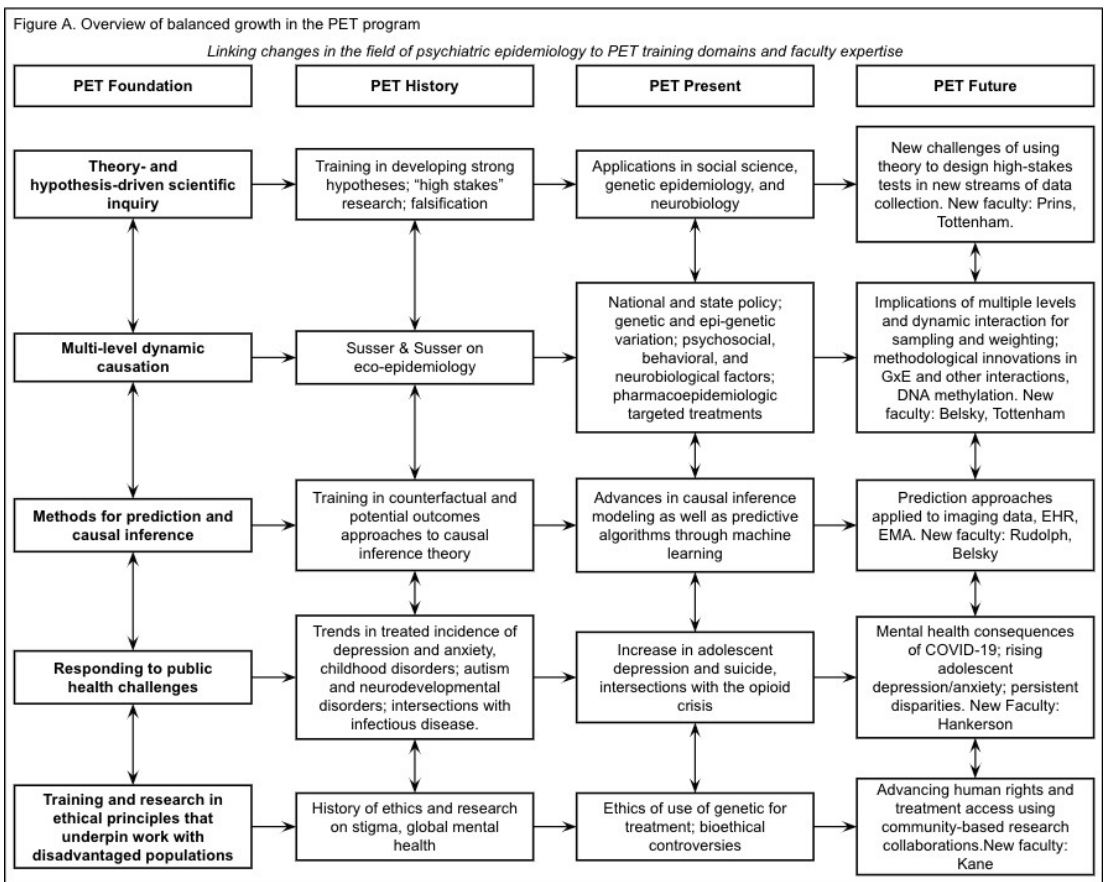 Figure A. Overview of balanced growth in the PET program
Linking changes in the field of psychiatric epidemiology to PET training domains and faculty expertise
PET Foundation
PET History
PET Present
PET Future
Theory- and
hypothesis-driven scientific
inquiry
Training in developing strong
hypotheses; “high stakes”
research; falsification
Applications in social science,
genetic epidemiology, and
neurobiology
New challenges of using
theory to design high-stakes
tests in new streams of data
collection. New faculty: Prins,
Tottenham.
Multi-level dynamic
causation
Susser & Susser on
eco-epidemiology
National and state policy;
genetic and epi-genetic
variation; psychosocial,
behavioral, and
neurobiological factors;
pharmacoepidemiologic
targeted treatments
Implications of multiple levels
and dynamic interaction for
sampling and weighting;
methodological innovations in
GxE and other interactions,
DNA methylation. New
faculty: Belsky, Tottenham
Methods for prediction and
causal inference
Training in counterfactual and
potential outcomes
approaches to causal
inference theory
Advances in causal inference
modeling as well as predictive
algorithms through machine
learning
Prediction approaches
applied to imaging data, EHR,
EMA. New faculty: Rudolph,
Belsky
Responding to public
health challenges
Trends in treated incidence of
depression and anxiety,
childhood disorders; autism
and neurodevelopmental
disorders; intersections with
infectious disease.
Increase in adolescent
depression and suicide,
intersections with the opioid
crisis
Mental health consequences
of COVID-19; rising
adolescent
depression/anxiety; persistent
disparities. New Faculty:
Hankerson
Training and research in
ethical principles that
underpin work with
disadvantaged populations
History of ethics and research
on stigma, global mental
health
Ethics of use of genetic for
treatment; bioethical
controversies
Advancing human rights and
treatment access using
community-based research
collaborations.New faculty:
Kane